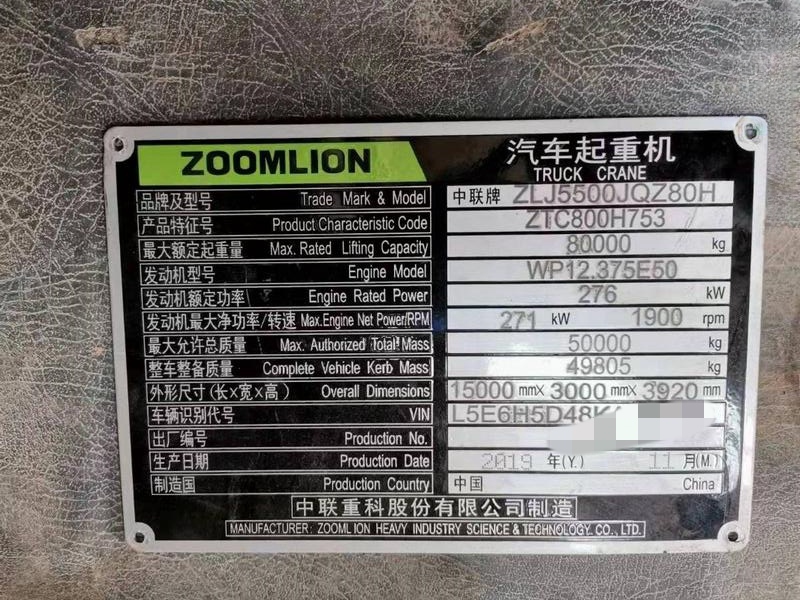 ZOOMLION 汽车起重机
TRUCK CRANE
品牌及型号 Trade Mark & Model 中联牌 ZLJ5500JQZ80H
产品特征号 Product Characteristic Code ZTC800H753
最大额定起重量 Max. Rated Lifting Capacity 80000 kg
发动机型号 Engine Model WP12.375E50
发动机额定功率 Engine Rated Power 276 kW
发动机最大净功率/转速 Max.Engine Net Power/RPM 271 kW 1900 rpm
最大允许总质量 Max. Authorized Total Mass 50000 kg
整车整备质量 Complete Vehicle Kerb Mass 49805 kg
外形尺寸(长×宽×高) Overall Dimensions 15000 mm× 3000 mm× 3920 mm
车辆识别代号 VIN L5E6H5D48K
出厂编号 Production No.
生产日期 Production Date 2019 年(Y.) 11 月(M.)
制造国 Production Country 中国 China
中联重科股份有限公司制造
MANUFACTURER: ZOOMLION HEAVY INDUSTRY SCIENCE & TECHNOLOGY CO., LTD.